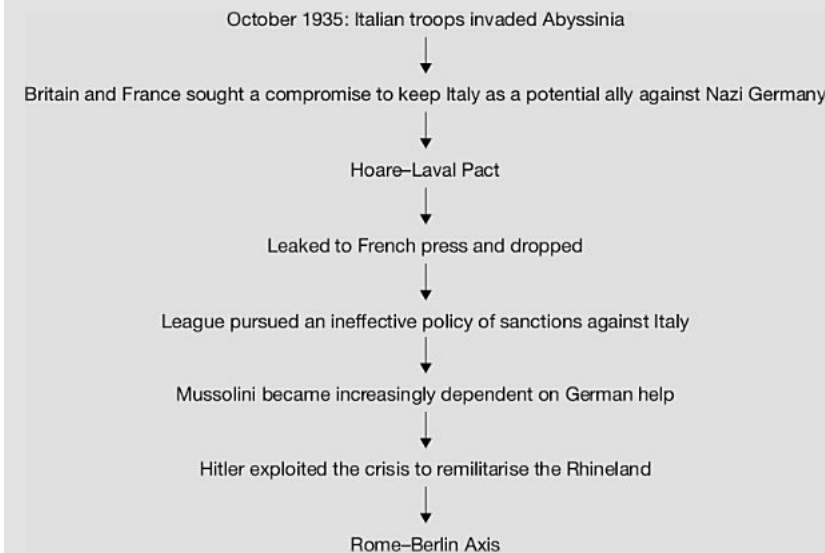 October 1935: Italian troops invaded Abyssinia
Britain and France sought a compromise to keep Italy as a potential ally against Nazi Germany
Hoare–Laval Pact
Leaked to French press and dropped
League pursued an ineffective policy of sanctions against Italy
Mussolini became increasingly dependent on German help
Hitler exploited the crisis to remilitarise the Rhineland
Rome–Berlin Axis